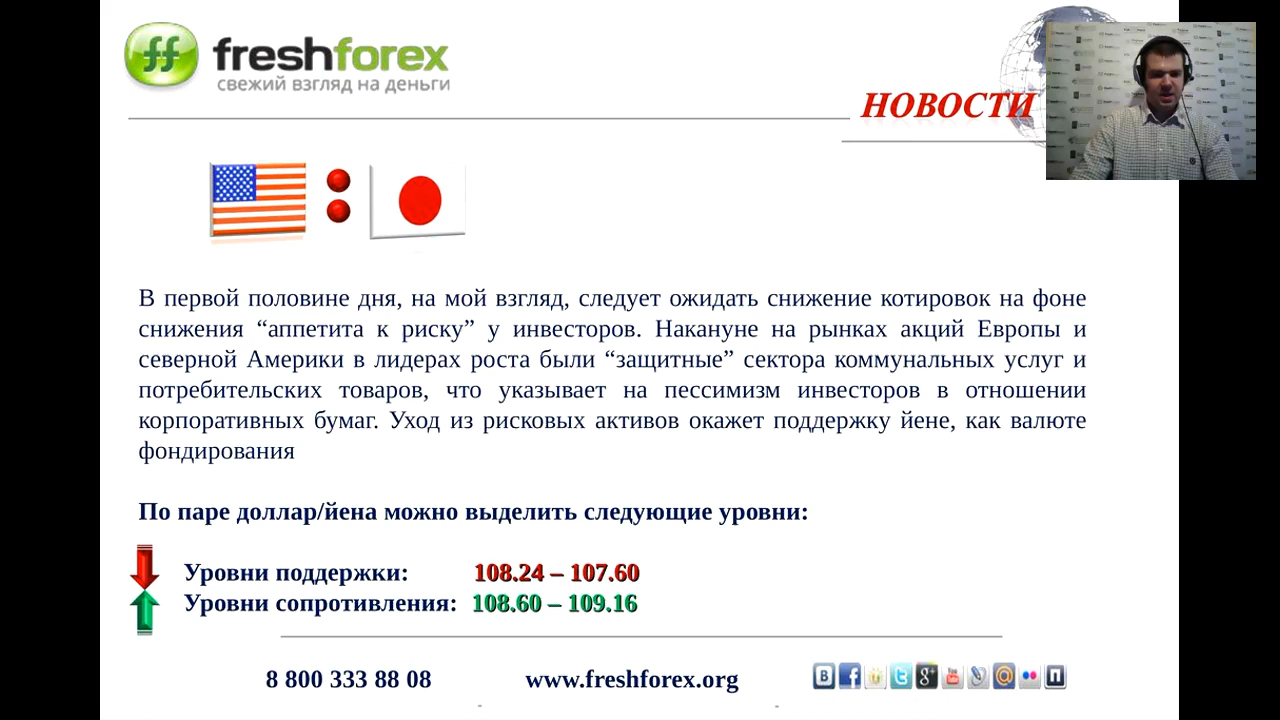 freshforex
свежий взгляд на деньги
НОВОСТИ
В первой половине дня, на мой взгляд, следует ожидать снижение котировок на фоне
снижения “аппетита к риску” у инвесторов. Накануне на рынках акций Европы и
северной Америки в лидерах роста были “защитные” сектора коммунальных услуг и
потребительских товаров, что указывает на пессимизм инвесторов в отношении
корпоративных бумаг. Уход из рисковых активов окажет поддержку йене, как валюте
фондирования
По паре доллар/йена можно выделить следующие уровни:
Уровни поддержки: 108.24 – 107.60
Уровни сопротивления: 108.60 – 109.16
8 800 333 88 08 www.freshforex.org